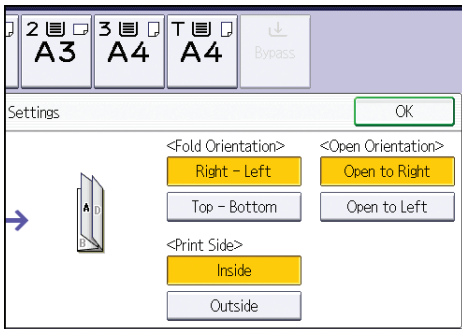 2 3 T
A3 A4 A4 Bypass
Settings OK
<Fold Orientation> <Open Orientation>
Right - Left Open to Right
A D
B
Top - Bottom Open to Left
<Print Side>
Inside
Outside